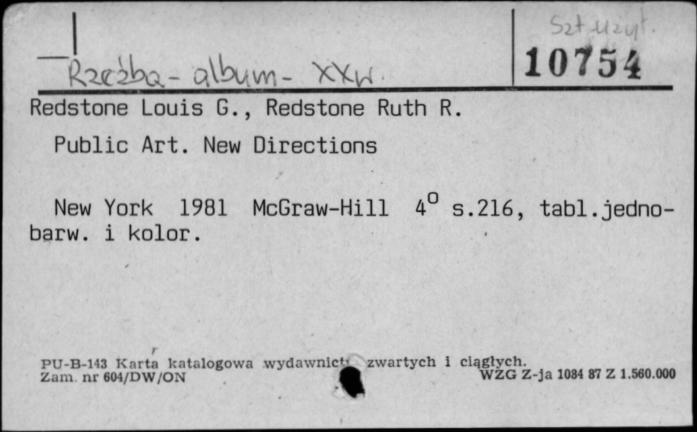 Szt użyt.
Rzeźba - album - XXw.
10754
Redstone Louis G., Redstone Ruth R.
Public Art. New Directions
New York 1981 McGraw-Hill 4° s.216, tabl.jedno-
barw. i kolor.
PU-B-143 Karta katalogowa wydawnict zwartych i ciągłych.
Zam. nr 604/DW/ON
WZG Z-ja 1084 87 Z 1.560.000